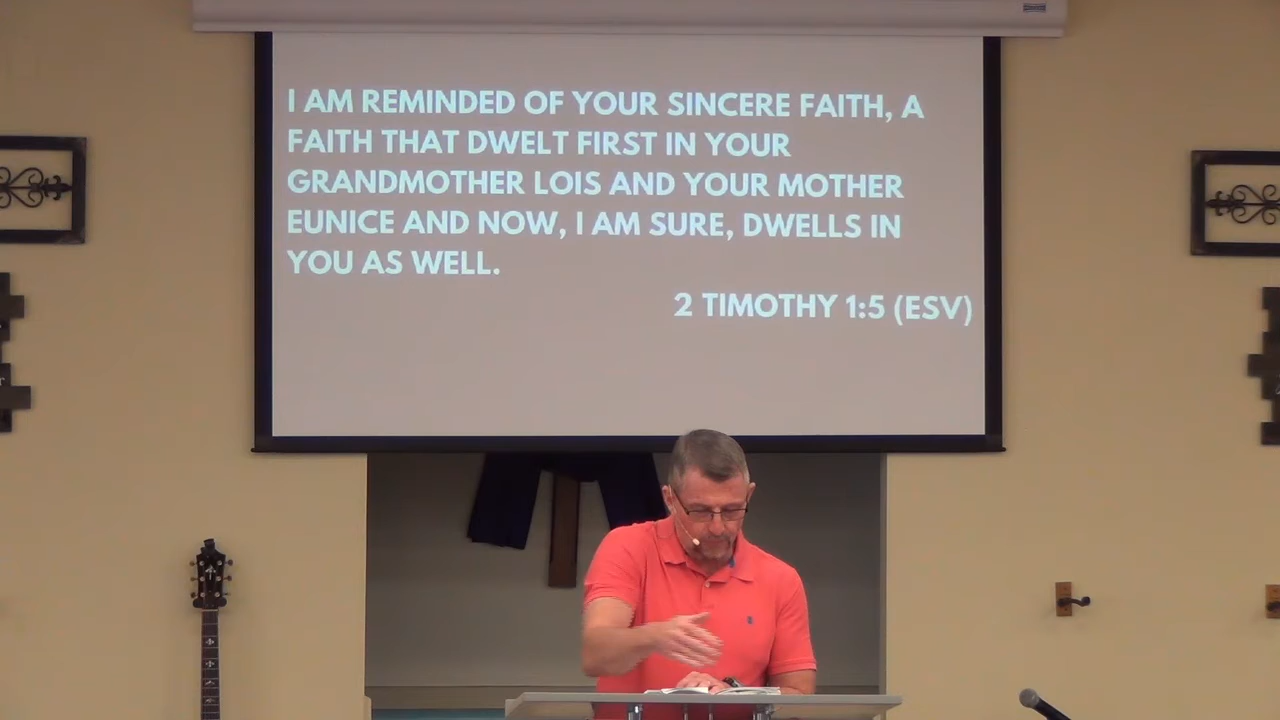 I AM REMINDED OF YOUR SINCERE FAITH, A
FAITH THAT DWELT FIRST IN YOUR
GRANDMOTHER LOIS AND YOUR MOTHER
EUNICE AND NOW, I AM SURE, DWELLS IN
YOU AS WELL.
2 TIMOTHY 1:5 (ESV)